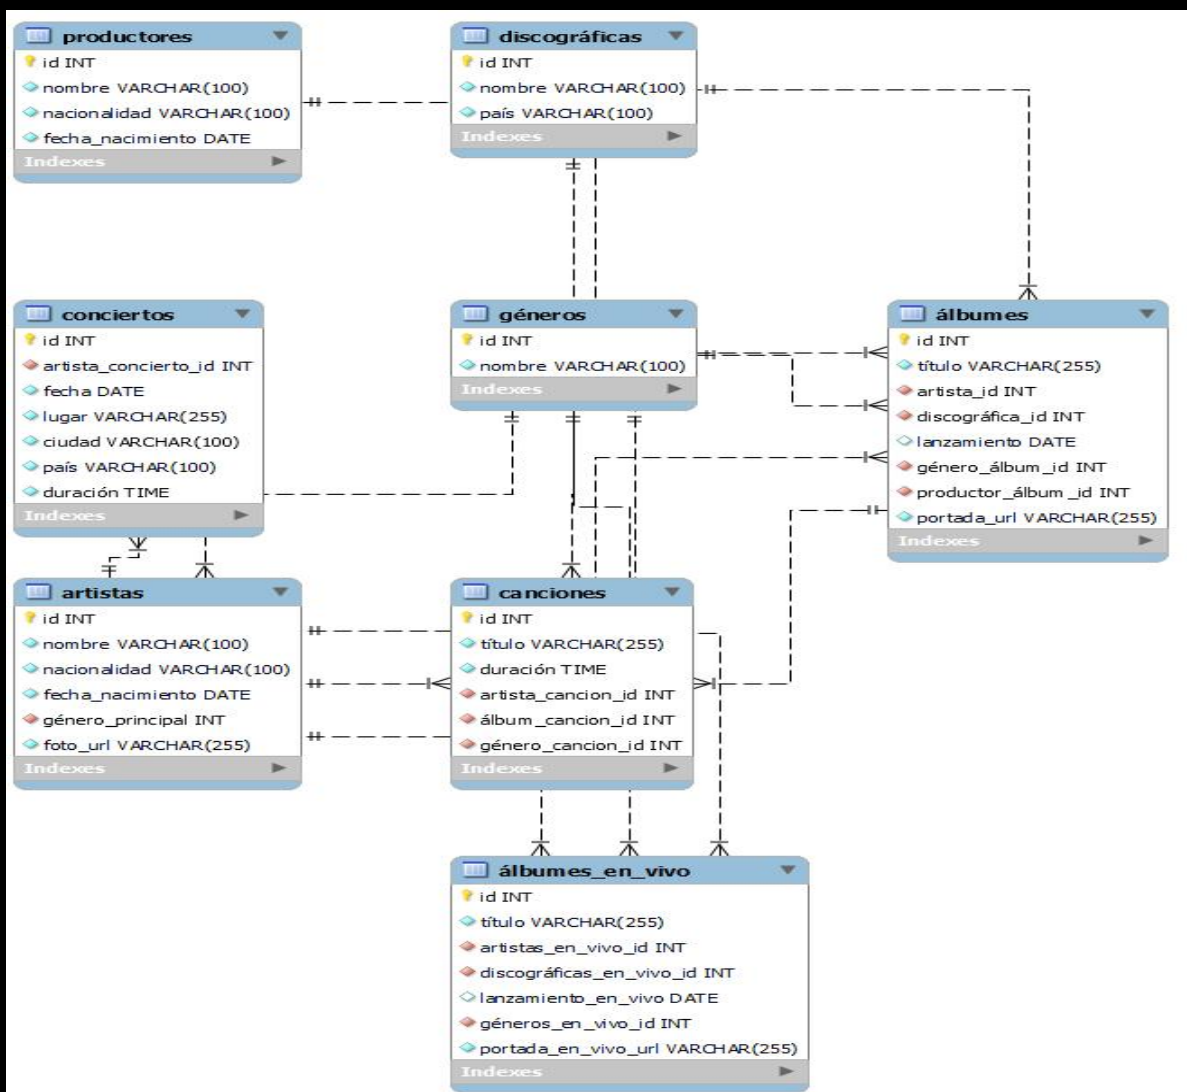 productores
id INT
nombre VARCHAR(100)
nacionalidad VARCHAR(100)
fecha_nacimiento DATE
Indexes
discográficas
id INT
nombre VARCHAR(100)
país VARCHAR(100)
Indexes
conciertos
id INT
artista_concierto_id INT
fecha DATE
lugar VARCHAR(255)
ciudad VARCHAR(100)
país VARCHAR(100)
duración TIME
Indexes
géneros
id INT
nombre VARCHAR(100)
Indexes
álbumes
id INT
título VARCHAR(255)
artista_id INT
discográfica_id INT
lanzamiento DATE
género_álbum_id INT
productor_álbum _id INT
portada_url VARCHAR(255)
Indexes
artistas
id INT
nombre VARCHAR(100)
nacionalidad VARCHAR(100)
fecha_nacimiento DATE
género_principal INT
foto_url VARCHAR(255)
Indexes
canciones
id INT
título VARCHAR(255)
duración TIME
artista_cancion_id INT
álbum_cancion_id INT
género_cancion_id INT
Indexes
álbumes_en_vivo
id INT
título VARCHAR(255)
artistas_en_vivo_id INT
discográficas_en_vivo_id INT
lanzamiento_en_vivo DATE
géneros_en_vivo_id INT
portada_en_vivo_url VARCHAR(255)
Indexes